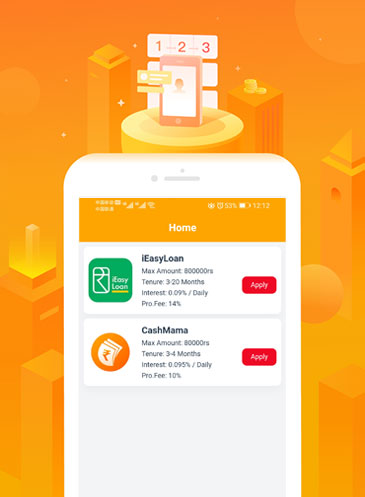 1 2 3
53% 12:12
Home
iEasyLoan
Max Amount: 800000rs
Tenure: 3-20 Months
Interest: 0.09% / Daily
Pro.Fee: 14%
Apply
iEasy
Loan
CashMama
Max Amount: 80000rs
Tenure: 3-4 Months
Interest: 0.095% / Daily
Pro.Fee: 10%
Apply